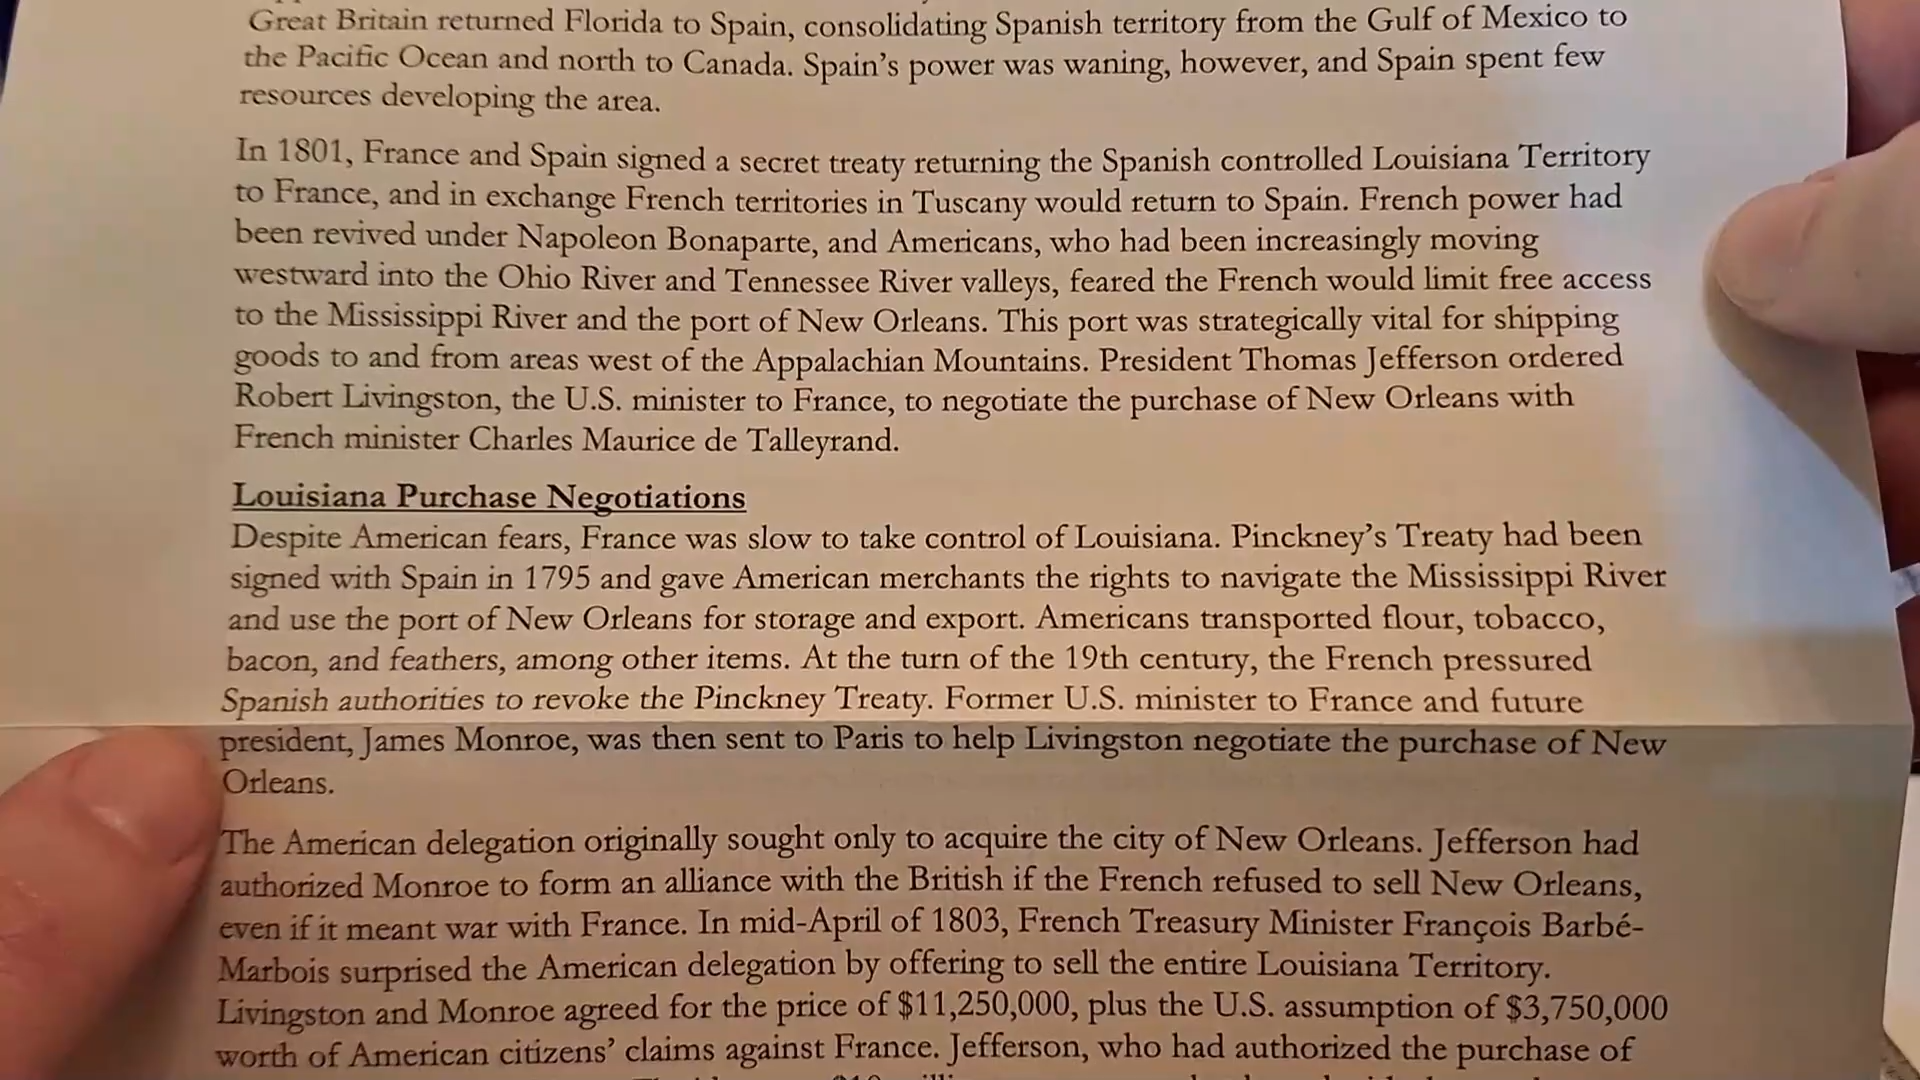 Great Britain returned Florida to Spain, consolidating Spanish territory from the Gulf of Mexico to
the Pacific Ocean and north to Canada. Spain's power was waning, however, and Spain spent few
resources developing the area.
In 1801, France and Spain signed a secret treaty returning the Spanish controlled Louisiana Territory
to France, and in exchange French territories in Tuscany would return to Spain. French power had
been revived under Napoleon Bonaparte, and Americans, who had been increasingly moving
westward into the Ohio River and Tennessee River valleys, feared the French would limit free access
to the Mississippi River and the port of New Orleans. This port was strategically vital for shipping
goods to and from areas west of the Appalachian Mountains. President Thomas Jefferson ordered
Robert Livingston, the U.S. minister to France, to negotiate the purchase of New Orleans with
French minister Charles Maurice de Talleyrand.
Louisiana Purchase Negotiations
Despite American fears, France was slow to take control of Louisiana. Pinckney's Treaty had been
signed with Spain in 1795 and gave American merchants the rights to navigate the Mississippi River
and use the port of New Orleans for storage and export. Americans transported flour, tobacco,
bacon, and feathers, among other items. At the turn of the 19th century, the French pressured
Spanish authorities to revoke the Pinckney Treaty. Former U.S. minister to France and future
president, James Monroe, was then sent to Paris to help Livingston negotiate the purchase of New
Orleans.
The American delegation originally sought only to acquire the city of New Orleans. Jefferson had
authorized Monroe to form an alliance with the British if the French refused to sell New Orleans,
even if it meant war with France. In mid-April of 1803, French Treasury Minister François Barbé-
Marbois surprised the American delegation by offering to sell the entire Louisiana Territory.
Livingston and Monroe agreed for the price of $11,250,000, plus the U.S. assumption of $3,750,000
worth of American citizens' claims against France. Jefferson, who had authorized the purchase of